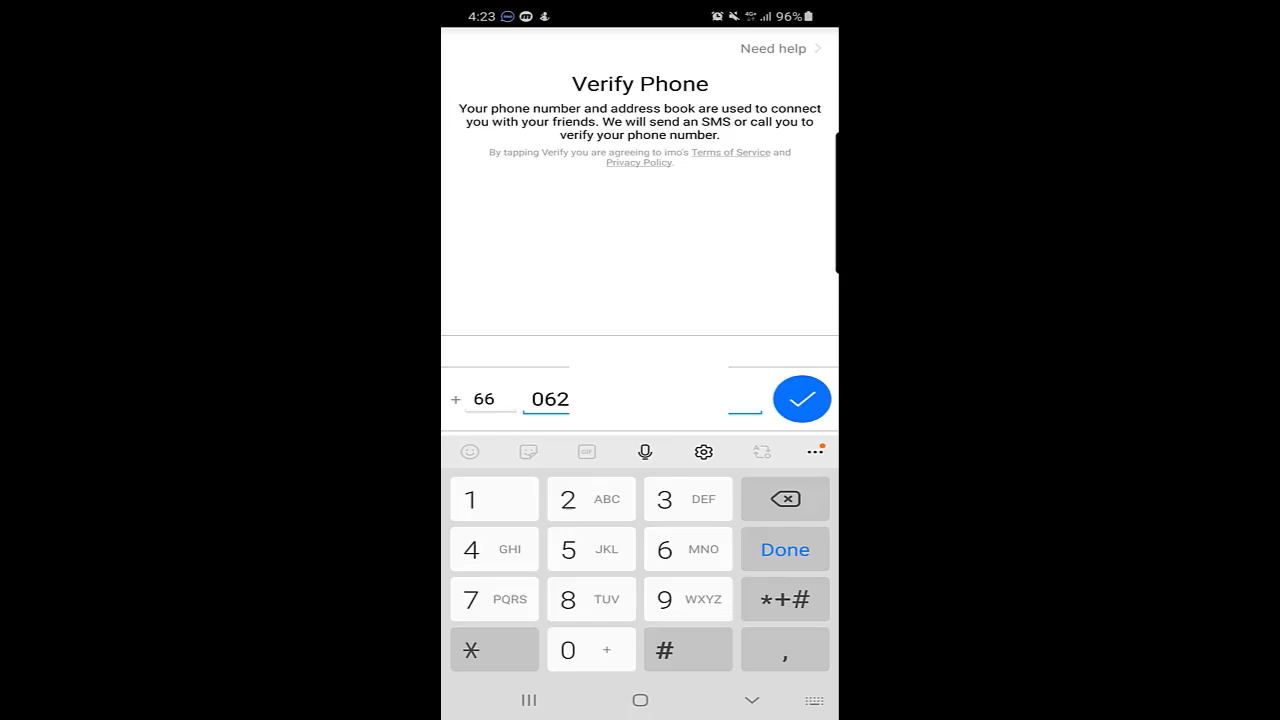 4:23 96%
Need help
Verify Phone
Your phone number and address book are used to connect
you with your friends. We will send an SMS or call you to
verify your phone number.
By tapping Verify you are agreeing to imo's Terms of Service and
Privacy Policy.
+ 66 062
GIF
1 2 ABC 3 DEF
4 GHI 5 JKL 6 MNO Done
7 PQRS 8 TUV 9 WXYZ *+#
* 0 + # ,